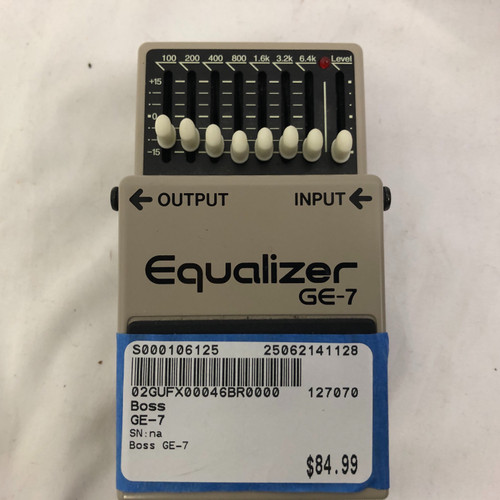 100 200 400 800 1.6k 3.2k 6.4k Level
+15
0
-15
OUTPUT INPUT
Equalizer
GE-7
S000106125 25062141128
02GUFX00046BR0000 127070
Boss
GE-7
SN:na
Boss GE-7
$84.99